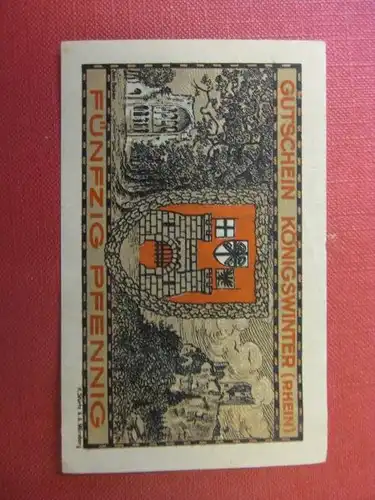 GUTSCHEIN KÖNIGSWINTER (RHEIN)
FÜNFZIG PFENNIG